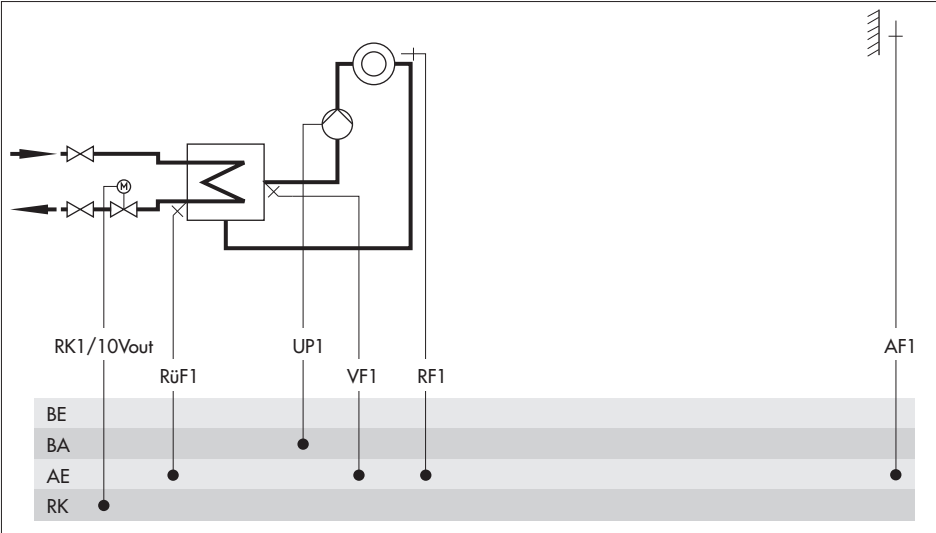 M
RK1/10Vout
UP1
AF1
RüF1
VF1
RF1
BE
BA
AE
RK